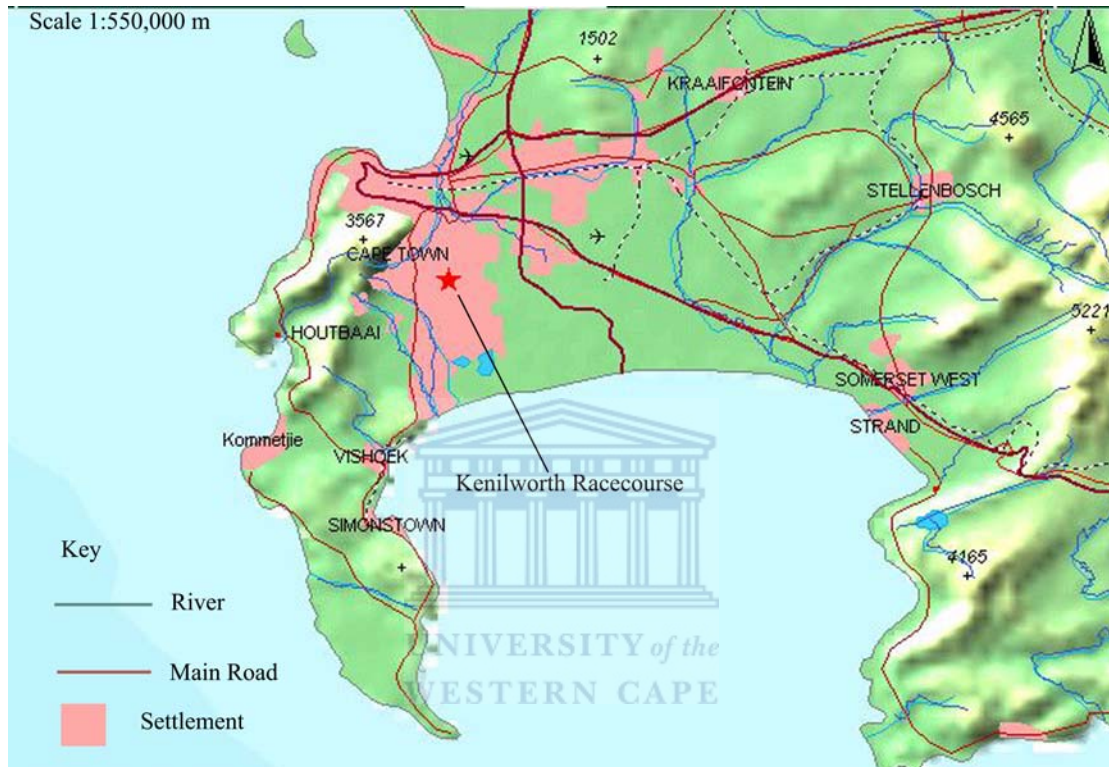 Scale 1:550,000 m
1502
KRAAIFONTEIN
4565
STELLENBOSCH
3567
CAPE TOWN
5221
HOUTBAAI
SOMERSET WEST
STRAND
Kommetjie
VISHOEK
Kenilworth Racecourse
SIMONSTOWN
4165
Key
River
Main Road
Settlement
UNIVERSITY of the
WESTERN CAPE